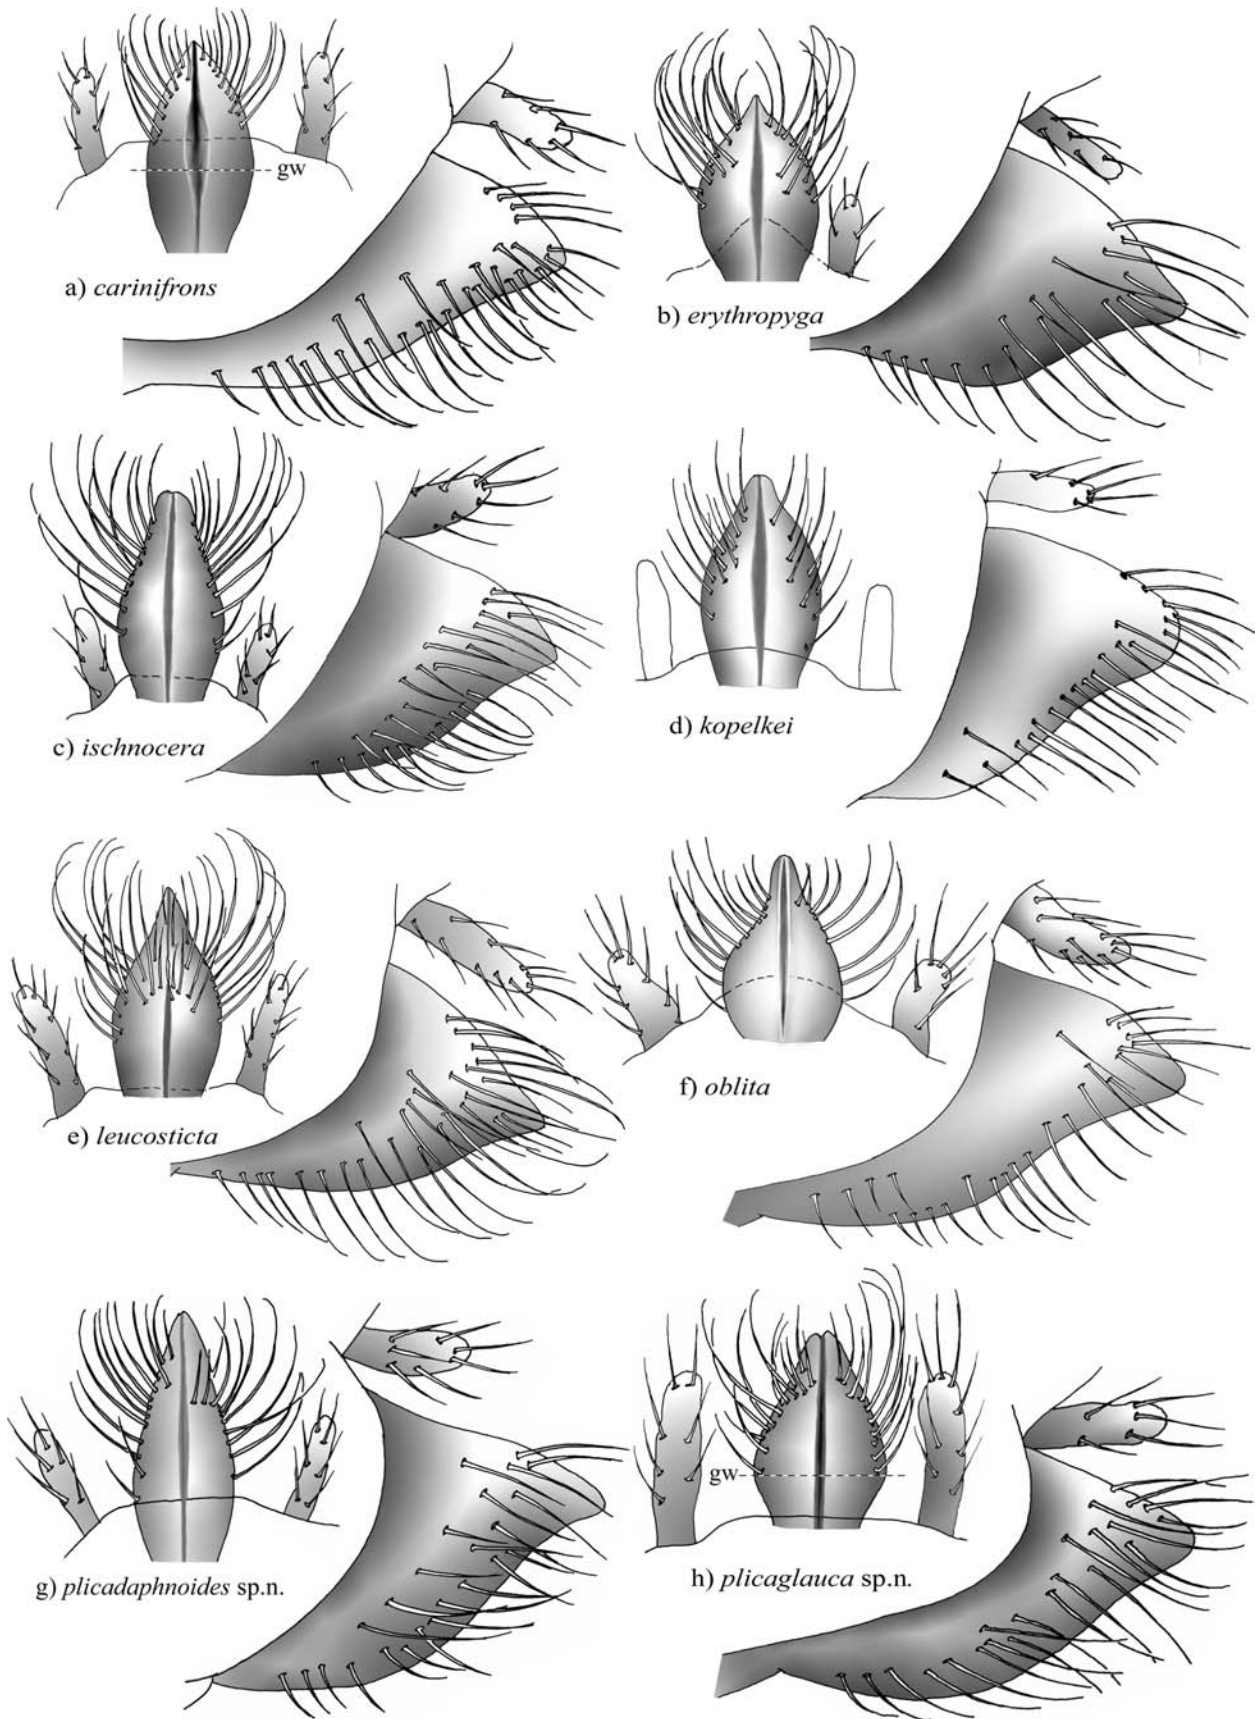 gw
a) carinifrons
b) erythropyga
c) ischnocera
d) kopelkei
e) leucosticta
f) oblita
g) plicadaphnoides sp.n.
gw
h) plicaglauca sp.n.